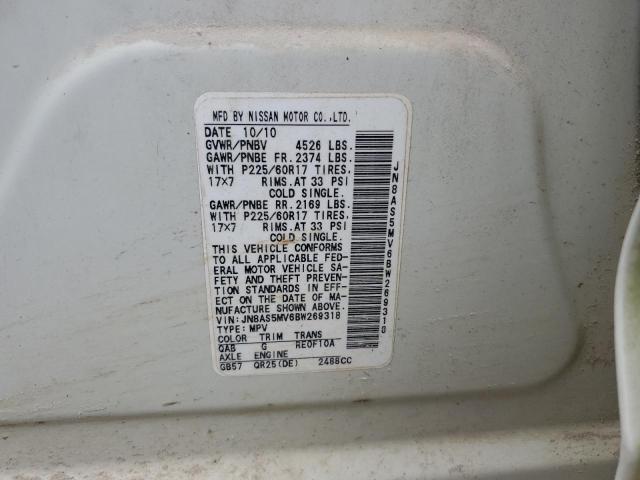 MFD BY NISSAN MOTOR CO.,LTD.
DATE 10/10
GVWR/PNBV 4526 LBS.
GAWR/PNBE FR. 2374 LBS.
WITH P225/60R17 TIRES.
17×7 RIMS.AT 33 PSI
COLD SINGLE.
GAWR/PNBE RR. 2169 LBS.
WITH P225/60R17 TIRES.
17×7 RIMS.AT 33 PSI
COLD SINGLE.
THIS VEHICLE CONFORMS
TO ALL APPLICABLE FED-
ERAL MOTOR VEHICLE SA-
FETY AND THEFT PREVEN-
TION STANDARDS IN EFF-
ECT ON THE DATE OF MA-
NUFACTURE SHOWN ABOVE.
VIN: JN8AS5MV6BW269318
TYPE: MPV
COLOR TRIM TRANS
QAB G RE0F10A
AXLE ENGINE
GB57 QR25(DE) 2488CC
JN8AS5MV6BW269318